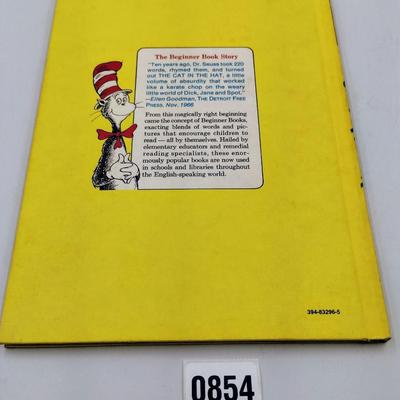 The Beginner Book Story
"Ten years ago, Dr. Seuss took 220
words, rhymed them, and turned
out THE CAT IN THE HAT, a little
volume of absurdity that worked
like a karate chop on the weary
little world of Dick, Jane and Spot."
—Ellen Goodman, THE DETROIT FREE
PRESS, Nov. 1966
From this magically right beginning
came the concept of Beginner Books,
exacting blends of words and pic-
tures that encourage children to
read — all by themselves. Hailed by
elementary educators and remedial
reading specialists, these enor-
mously popular books are now used
in schools and libraries throughout
the English-speaking world.
394-83296-5
0854